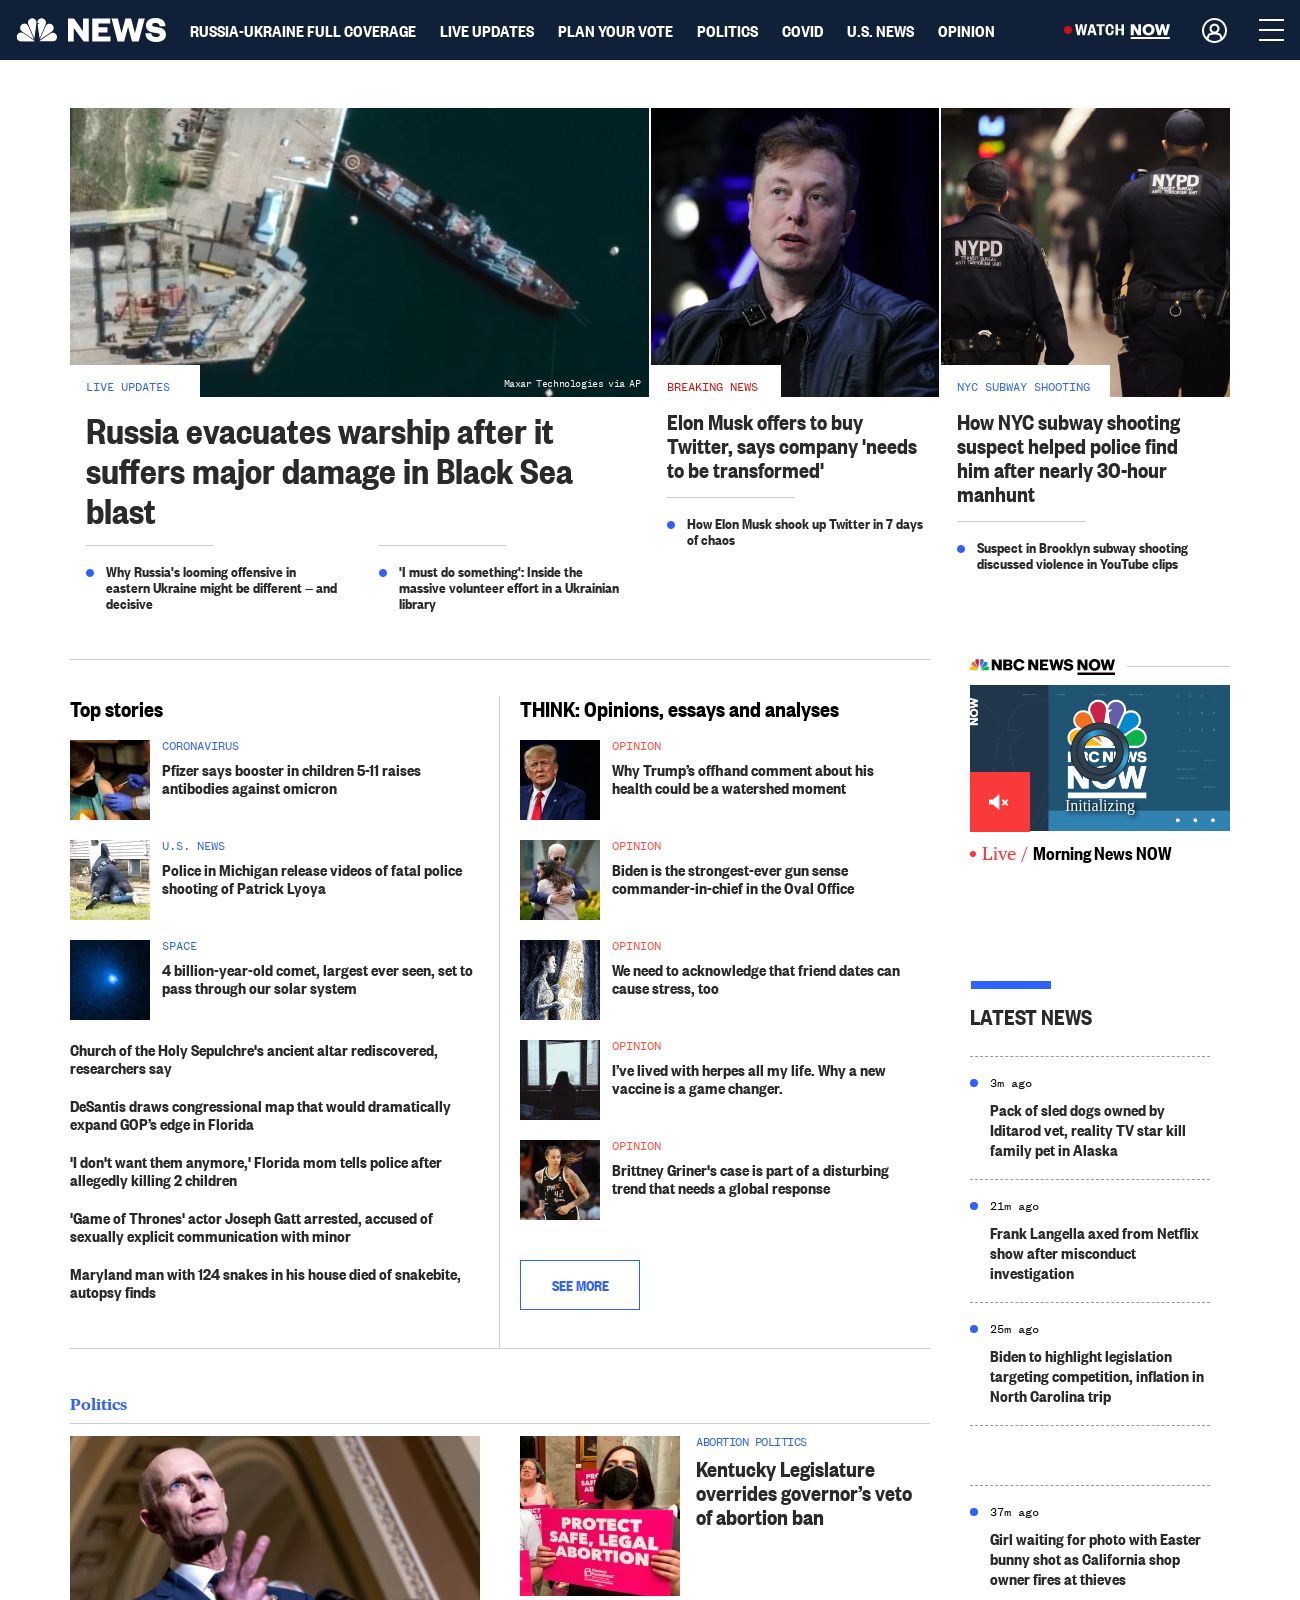 NEWS
RUSSIA-UKRAINE FULL COVERAGE
LIVE UPDATES
PLAN YOUR VOTE
POLITICS
COVID
U.S. NEWS
OPINION
WATCH NOW
NYPD
TRANSIT BUREAU
ANTI TERRORISM UNIT
NYPD
TRANSIT BUREAU
ANTI TERRORISM UNIT
Maxar Technologies via AP
LIVE UPDATES
Russia evacuates warship after it
suffers major damage in Black Sea
blast
Why Russia's looming offensive in
eastern Ukraine might be different — and
decisive
'I must do something': Inside the
massive volunteer effort in a Ukrainian
library
BREAKING NEWS
Elon Musk offers to buy
Twitter, says company 'needs
to be transformed'
How Elon Musk shook up Twitter in 7 days
of chaos
NYC SUBWAY SHOOTING
How NYC subway shooting
suspect helped police find
him after nearly 30-hour
manhunt
Suspect in Brooklyn subway shooting
discussed violence in YouTube clips
Top stories
CORONAVIRUS
Pfizer says booster in children 5-11 raises
antibodies against omicron
U.S. NEWS
Police in Michigan release videos of fatal police
shooting of Patrick Lyoya
SPACE
4 billion-year-old comet, largest ever seen, set to
pass through our solar system
Church of the Holy Sepulchre's ancient altar rediscovered,
researchers say
DeSantis draws congressional map that would dramatically
expand GOP’s edge in Florida
'I don't want them anymore,' Florida mom tells police after
allegedly killing 2 children
'Game of Thrones' actor Joseph Gatt arrested, accused of
sexually explicit communication with minor
Maryland man with 124 snakes in his house died of snakebite,
autopsy finds
THINK: Opinions, essays and analyses
OPINION
Why Trump’s offhand comment about his
health could be a watershed moment
OPINION
Biden is the strongest-ever gun sense
commander-in-chief in the Oval Office
OPINION
We need to acknowledge that friend dates can
cause stress, too
OPINION
I’ve lived with herpes all my life. Why a new
vaccine is a game changer.
OPINION
Brittney Griner's case is part of a disturbing
trend that needs a global response
42
SEE MORE
NBC NEWS NOW
NOW
NBC NEWS
NOW
Initializing
Live / Morning News NOW
LATEST NEWS
3m ago
Pack of sled dogs owned by
Iditarod vet, reality TV star kill
family pet in Alaska
21m ago
Frank Langella axed from Netflix
show after misconduct
investigation
25m ago
Biden to highlight legislation
targeting competition, inflation in
North Carolina trip
37m ago
Girl waiting for photo with Easter
bunny shot as California shop
owner fires at thieves
Politics
ABORTION POLITICS
Kentucky Legislature
overrides governor’s veto
of abortion ban
PROTECT
SAFE, LEGAL
ABORTION